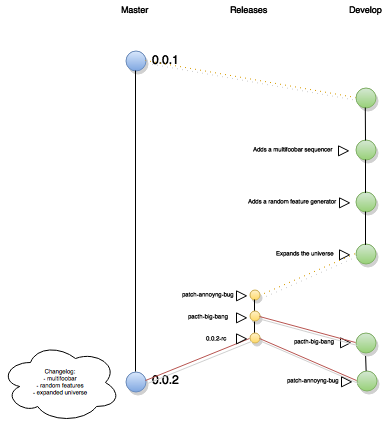 Master Releases Develop
0.0.1
Adds a multifoobar sequencer
Adds a random feature generator
Expands the universe
patch-annoyng-bug
pacth-big-bang
0.0.2-rc
pacth-big-bang
patch-annoyng-bug
0.0.2
Changelog:
- multifoobar
- random features
- expanded universe